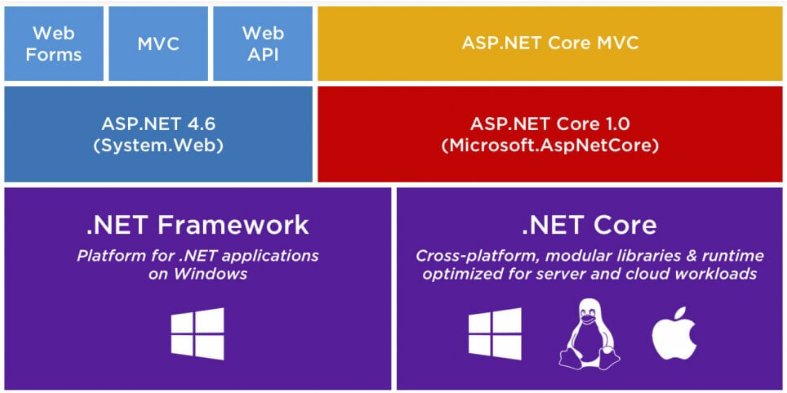 Web
Forms
MVC
Web
API
ASP.NET Core MVC
ASP.NET 4.6
(System.Web)
ASP.NET Core 1.0
(Microsoft.AspNetCore)
.NET Framework
Platform for .NET applications
on Windows
.NET Core
Cross-platform, modular libraries & runtime
optimized for server and cloud workloads